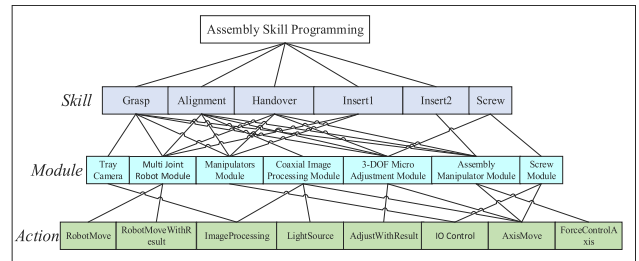 Assembly Skill Programming
Skill
Grasp
Alignment
Handover
Insert1
Insert2
Screw
Module
Tray
Camera
Multi Joint
Robot Module
Manipulators
Module
Coaxial Image
Processing Module
3-DOF Micro
Adjustment Module
Assembly
Manipulator Module
Screw
Module
Action
RobotMove
RobotMoveWithR
esult
ImageProcessing
LightSource
AdjustWithResult
IO Control
AxisMove
ForceControlA
xis